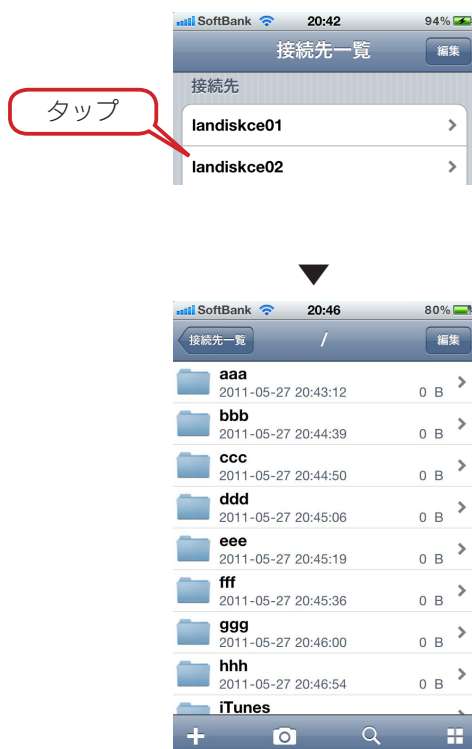 SoftBank 20:42 94%
接続先一覧 編集
接続先
タップ
landiskce01
landiskce02
SoftBank 20:46 80%
接続先一覧 / 編集
aaa
2011-05-27 20:43:12 0 B
bbb
2011-05-27 20:44:39 0 B
ccc
2011-05-27 20:44:50 0 B
ddd
2011-05-27 20:45:06 0 B
eee
2011-05-27 20:45:19 0 B
fff
2011-05-27 20:45:36 0 B
ggg
2011-05-27 20:46:00 0 B
hhh
2011-05-27 20:46:54 0 B
iTunes